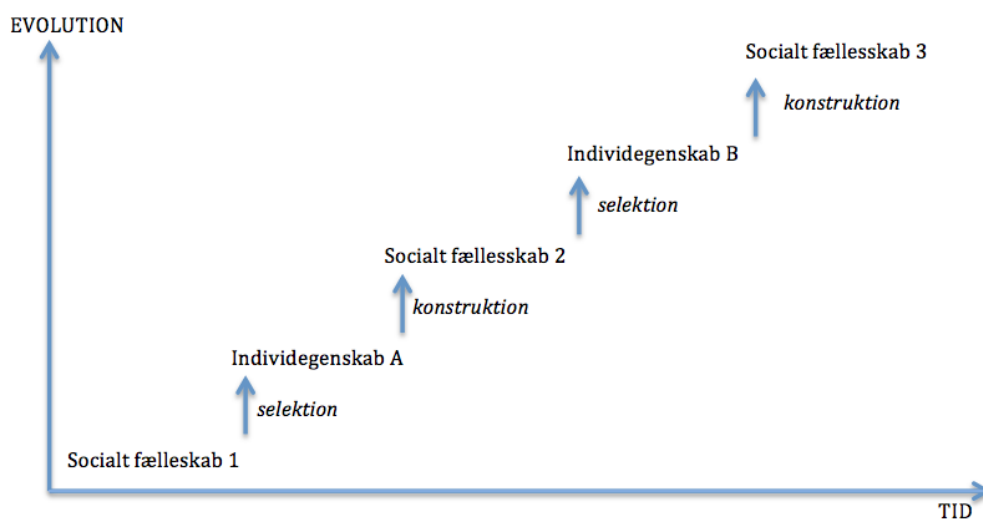 EVOLUTION
Socialt fællesskab 3
konstruktion
Individegenskab B
selektion
Socialt fællesskab 2
konstruktion
Individegenskab A
selektion
Socialt fælleskab 1
TID